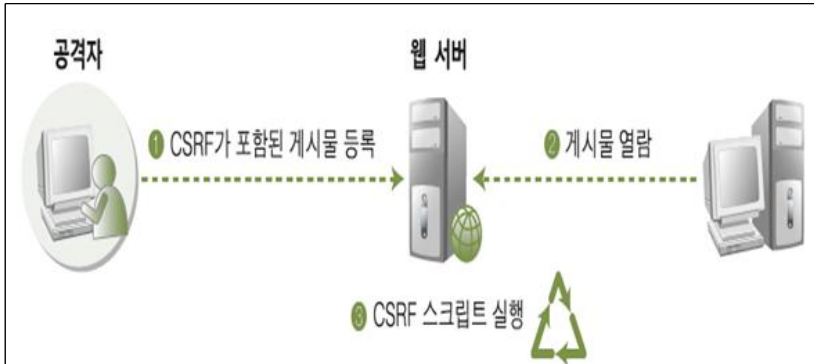 공격자
웹 서버
❶ CSRF가 포함된 게시물 등록
❷ 게시물 열람
❸ CSRF 스크립트 실행